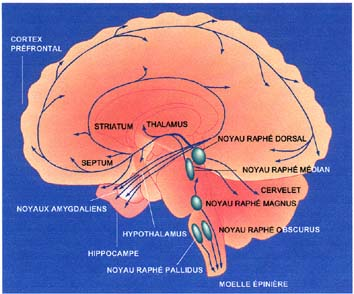 CORTEX
PRÉFRONTAL
STRIATUM
THALAMUS
NOYAU RAPHÉ DORSAL
SEPTUM
NOYAU RAPHÉ MÉDIAN
CERVELET
NOYAUX AMYGDALIENS
NOYAU RAPHÉ MAGNUS
HYPOTHALAMUS
NOYAU RAPHÉ OBSCURUS
HIPPOCAMPE
NOYAU RAPHÉ PALLIDUS
MOELLE ÉPINIÈRE